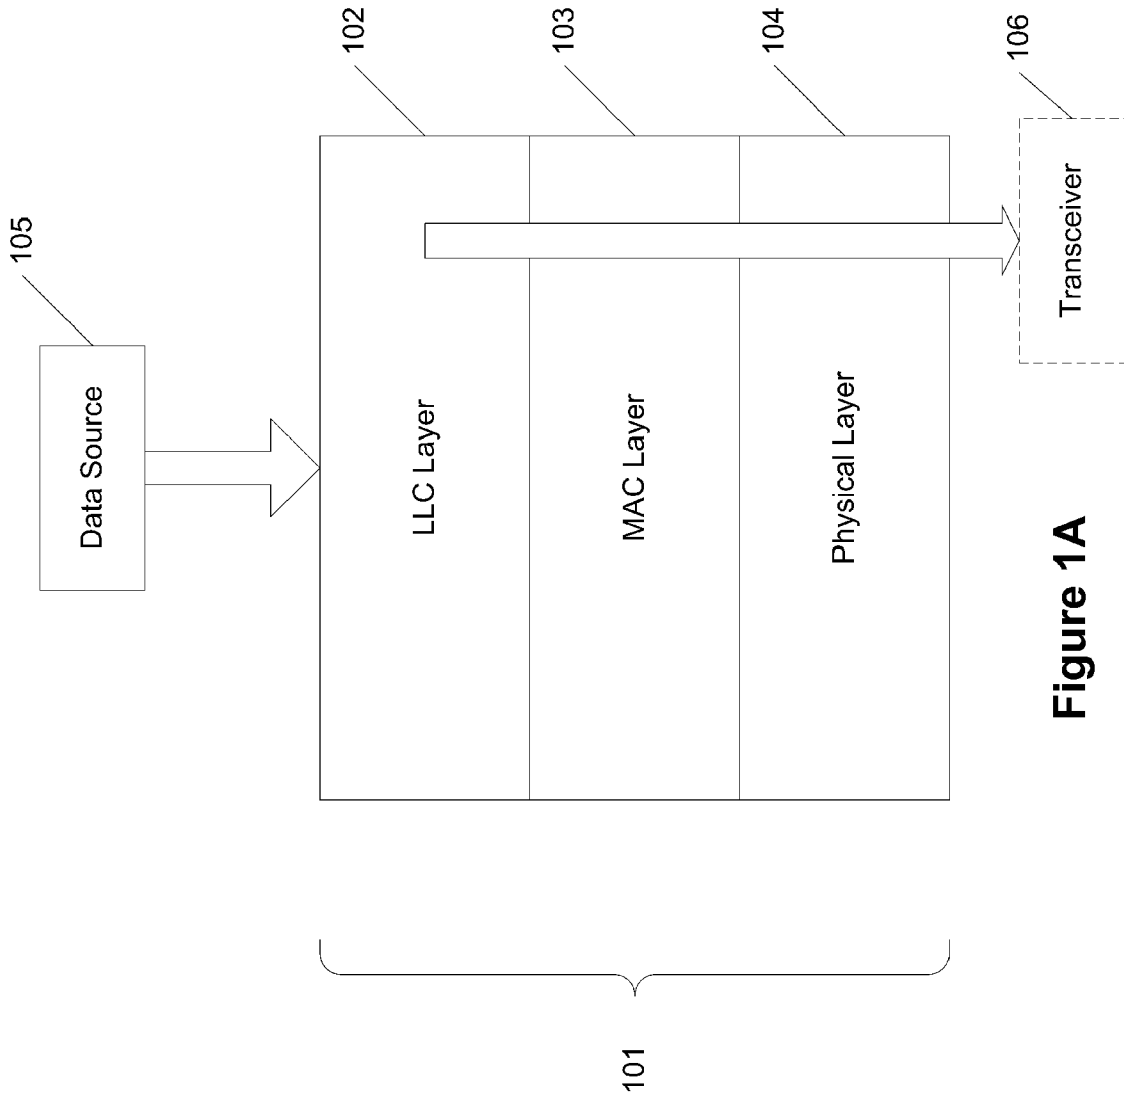 101
Data Source
105
LLC Layer
102
MAC Layer
103
Physical Layer
104
Transceiver
106
Figure 1A